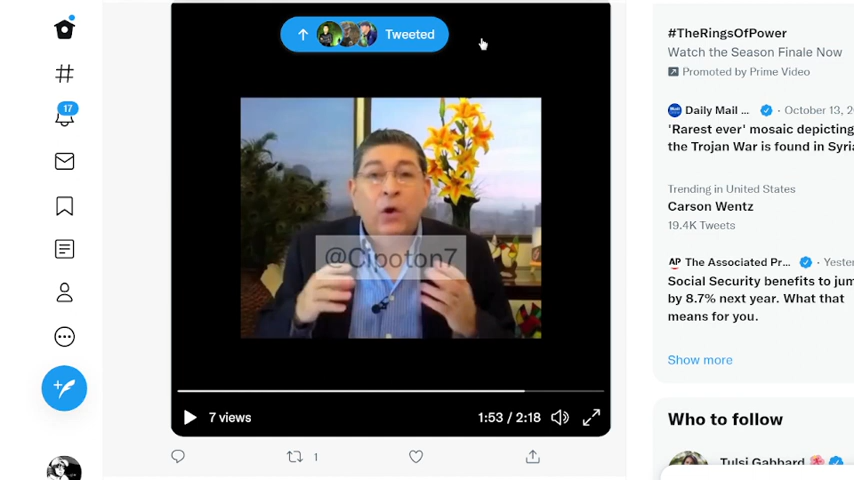 Tweeted
17
@Cipoton7
7 views
1:53 / 2:18
1
#TheRingsOfPower
Watch the Season Finale Now
Promoted by Prime Video
Daily Mail ... · October 13, 2
'Rarest ever' mosaic depicting
the Trojan War is found in Syria
Trending in United States
Carson Wentz
19.4K Tweets
AP The Associated Pr... · Yester
Social Security benefits to jum
by 8.7% next year. What that
means for you.
Show more
Who to follow
Tulsi Gabbard